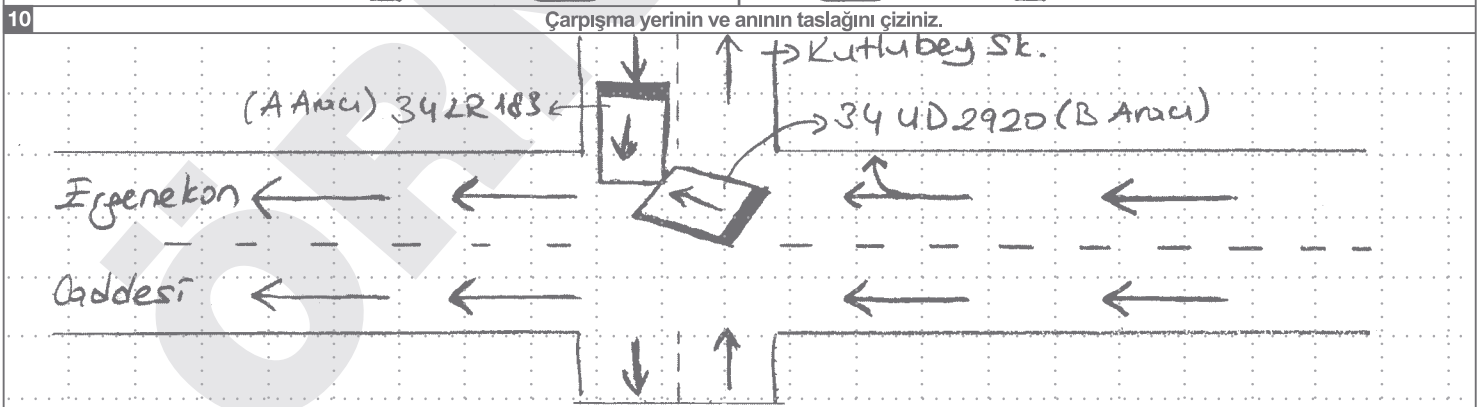 10 Çarpışma yerinin ve anının taslağını çiziniz.
Kutlubey Sk.
(A Aracı) 34 LR 183
34 UD 2920 (B Aracı)
Ergenekon
Caddesi
ÖRN